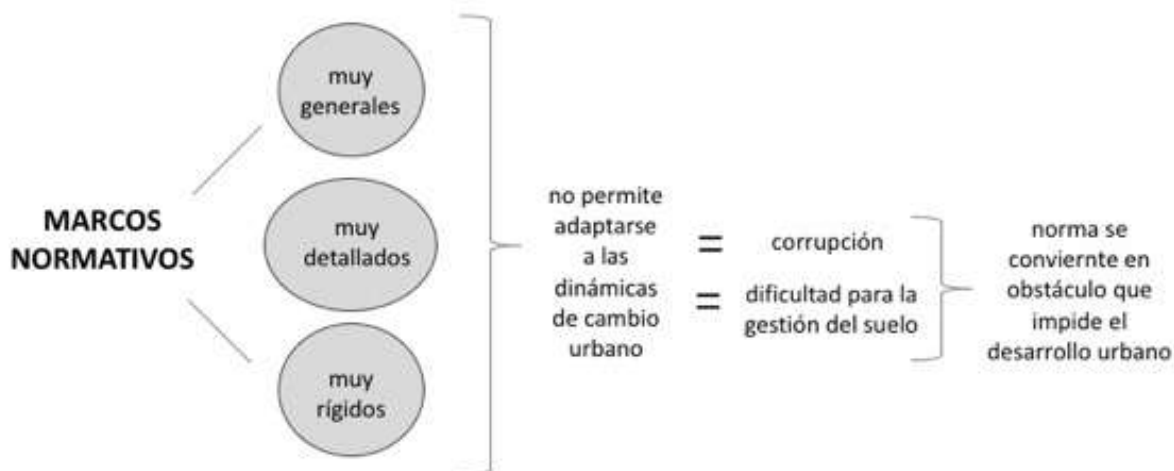 MARCOS
NORMATIVOS
muy
generales
muy
detallados
muy
rígidos
no permite
adaptarse
a las
dinámicas
de cambio
urbano
=
corrupción
=
dificultad para la
gestión del suelo
norma se
conviernte en
obstáculo que
impide el
desarrollo urbano